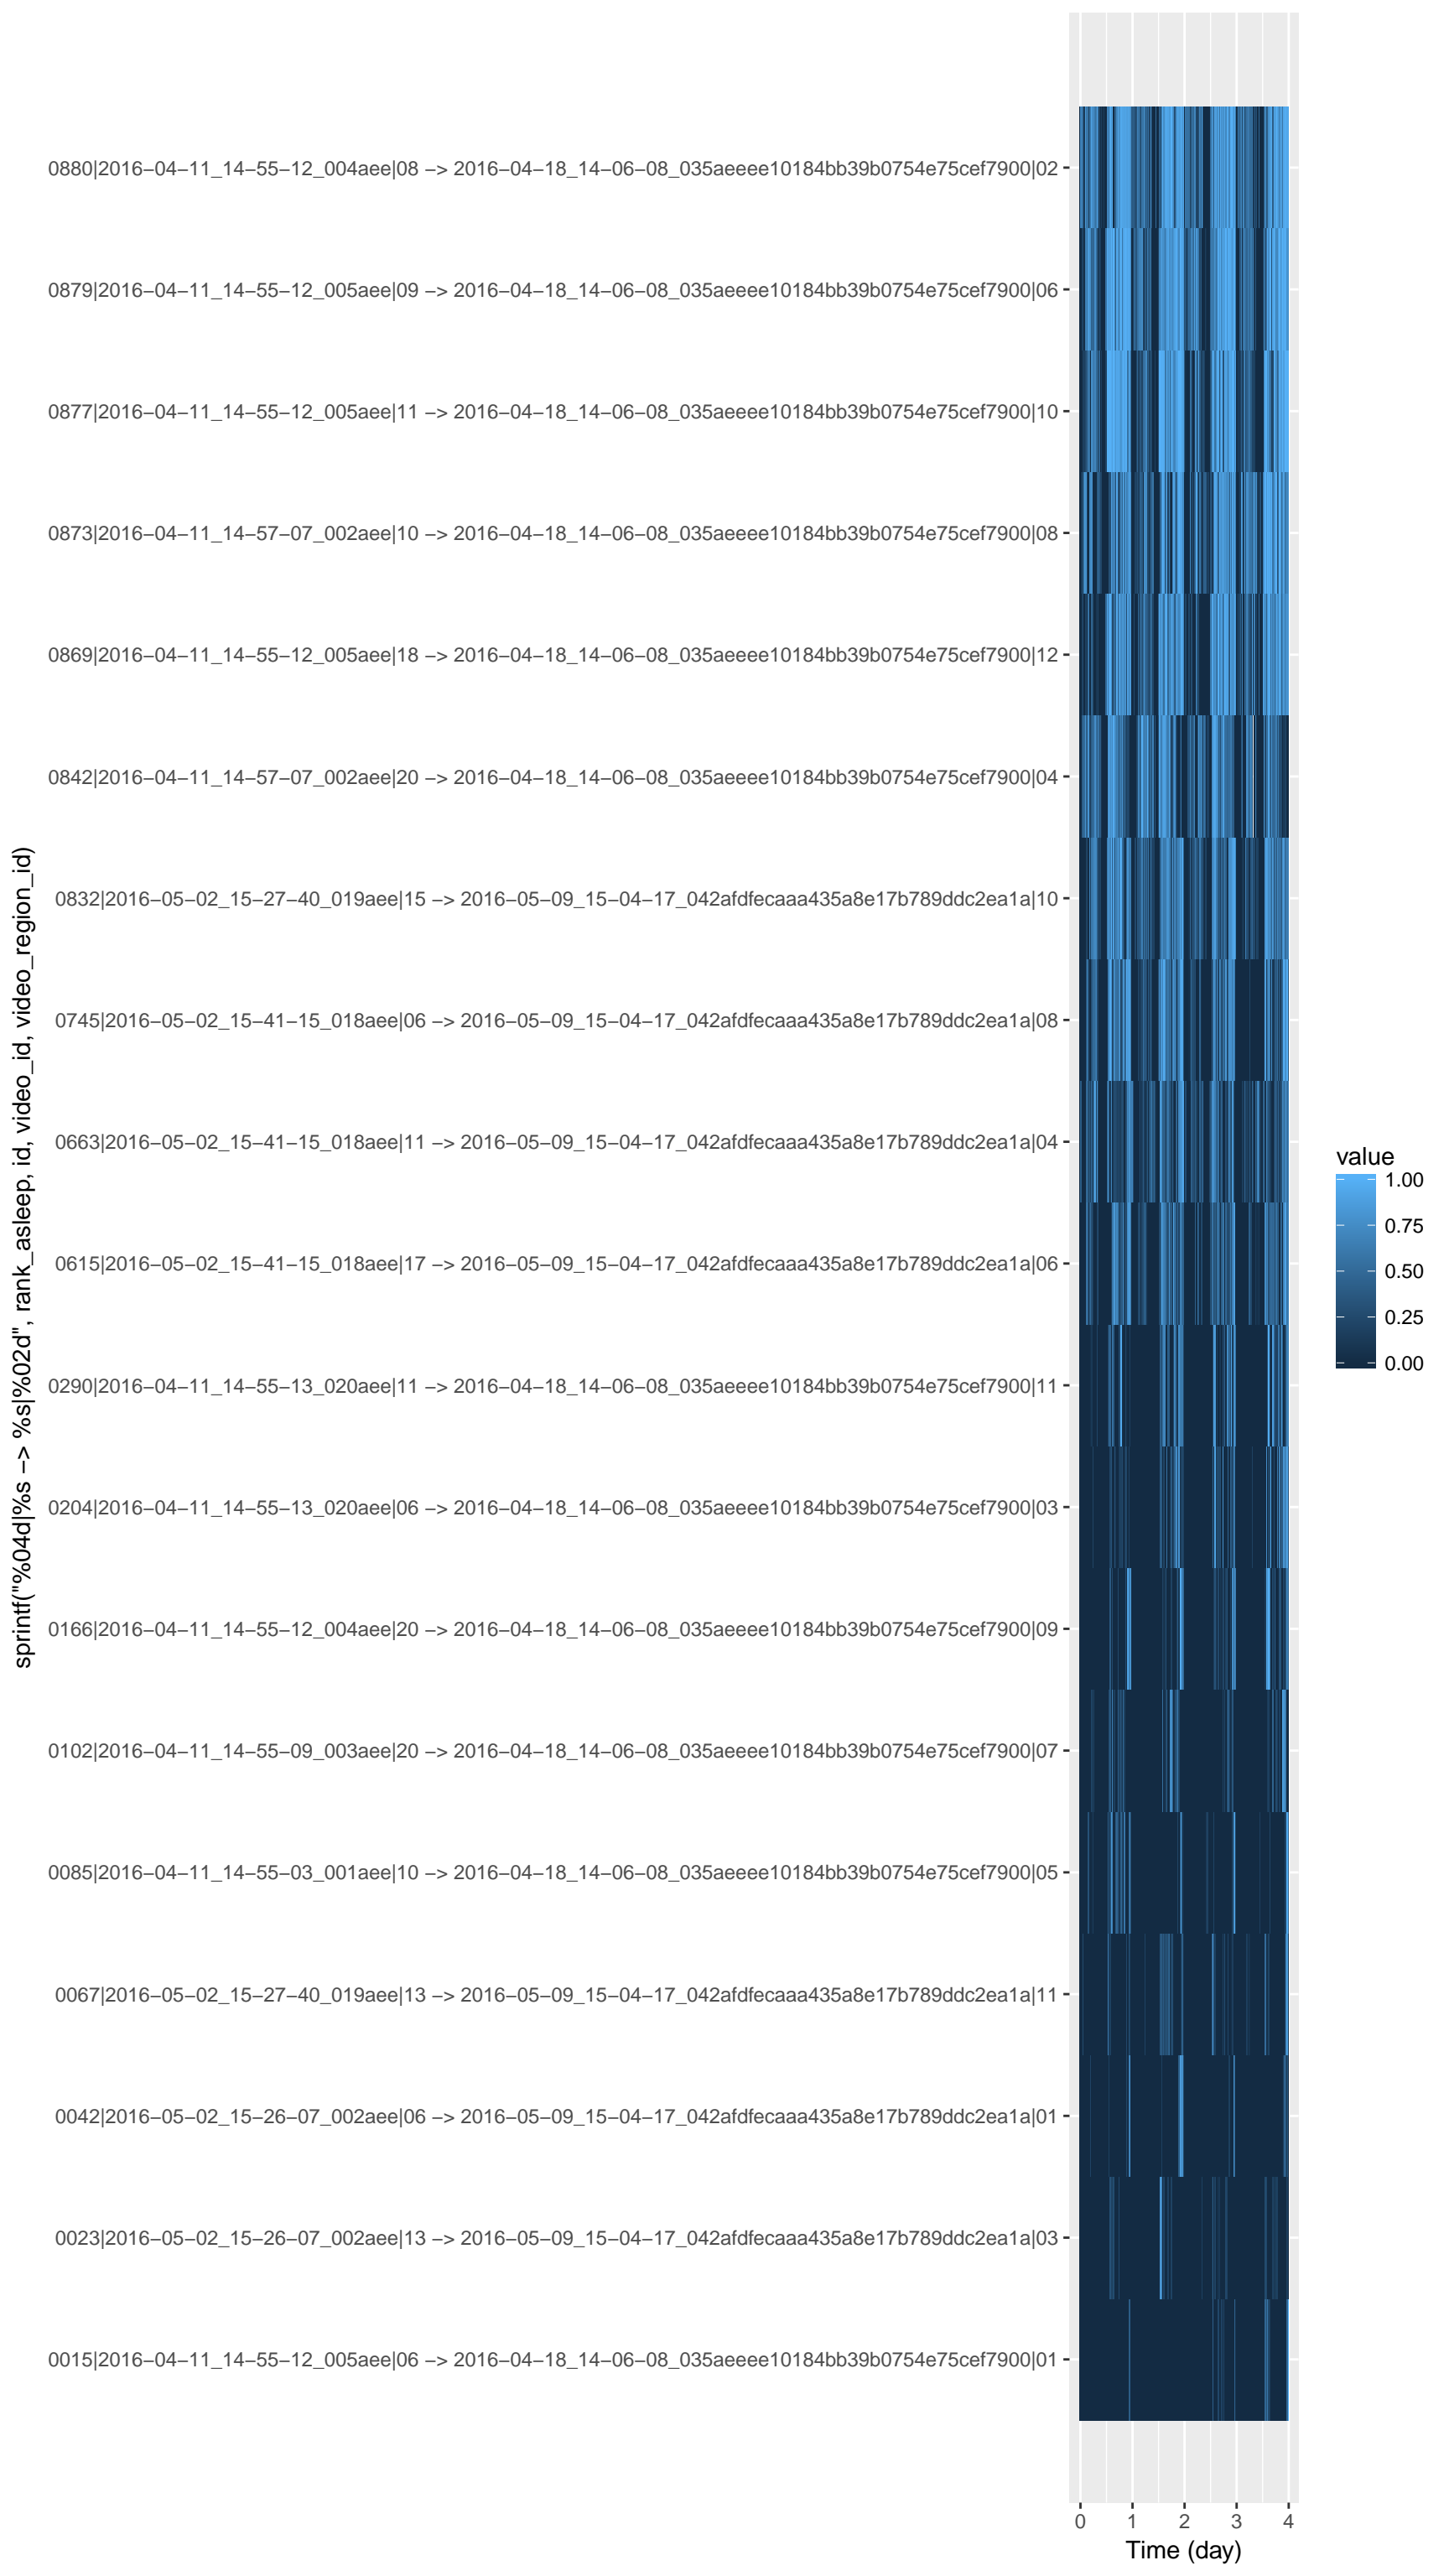 sprintf("%04d|%s −> %s|%02d", rank_asleep, id, video_id, video_region_id)
0880|2016−04−11_14−55−12_004aee|08 −> 2016−04−18_14−06−08_035aeeee10184bb39b0754e75cef7900|02
0879|2016−04−11_14−55−12_005aee|09 −> 2016−04−18_14−06−08_035aeeee10184bb39b0754e75cef7900|06
0877|2016−04−11_14−55−12_005aee|11 −> 2016−04−18_14−06−08_035aeeee10184bb39b0754e75cef7900|10
0873|2016−04−11_14−57−07_002aee|10 −> 2016−04−18_14−06−08_035aeeee10184bb39b0754e75cef7900|08
0869|2016−04−11_14−55−12_005aee|18 −> 2016−04−18_14−06−08_035aeeee10184bb39b0754e75cef7900|12
0842|2016−04−11_14−57−07_002aee|20 −> 2016−04−18_14−06−08_035aeeee10184bb39b0754e75cef7900|04
0832|2016−05−02_15−27−40_019aee|15 −> 2016−05−09_15−04−17_042afdfecaaa435a8e17b789ddc2ea1a|10
0745|2016−05−02_15−41−15_018aee|06 −> 2016−05−09_15−04−17_042afdfecaaa435a8e17b789ddc2ea1a|08
0663|2016−05−02_15−41−15_018aee|11 −> 2016−05−09_15−04−17_042afdfecaaa435a8e17b789ddc2ea1a|04
0615|2016−05−02_15−41−15_018aee|17 −> 2016−05−09_15−04−17_042afdfecaaa435a8e17b789ddc2ea1a|06
0290|2016−04−11_14−55−13_020aee|11 −> 2016−04−18_14−06−08_035aeeee10184bb39b0754e75cef7900|11
0204|2016−04−11_14−55−13_020aee|06 −> 2016−04−18_14−06−08_035aeeee10184bb39b0754e75cef7900|03
0166|2016−04−11_14−55−12_004aee|20 −> 2016−04−18_14−06−08_035aeeee10184bb39b0754e75cef7900|09
0102|2016−04−11_14−55−09_003aee|20 −> 2016−04−18_14−06−08_035aeeee10184bb39b0754e75cef7900|07
0085|2016−04−11_14−55−03_001aee|10 −> 2016−04−18_14−06−08_035aeeee10184bb39b0754e75cef7900|05
0067|2016−05−02_15−27−40_019aee|13 −> 2016−05−09_15−04−17_042afdfecaaa435a8e17b789ddc2ea1a|11
0042|2016−05−02_15−26−07_002aee|06 −> 2016−05−09_15−04−17_042afdfecaaa435a8e17b789ddc2ea1a|01
0023|2016−05−02_15−26−07_002aee|13 −> 2016−05−09_15−04−17_042afdfecaaa435a8e17b789ddc2ea1a|03
0015|2016−04−11_14−55−12_005aee|06 −> 2016−04−18_14−06−08_035aeeee10184bb39b0754e75cef7900|01
0 1 2 3 4
Time (day)
value
1.00
0.75
0.50
0.25
0.00